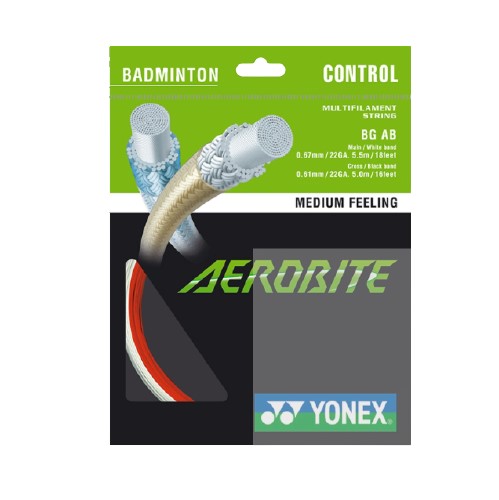 BADMINTON
CONTROL
MULTIFILAMENT
STRING
BG AB
Main / White band
0.67mm / 22GA. 5.5m / 18feet
Cross / Black band
0.61mm / 22GA. 5.0m / 16feet
MEDIUM FEELING
AEROBITE
YONEX®